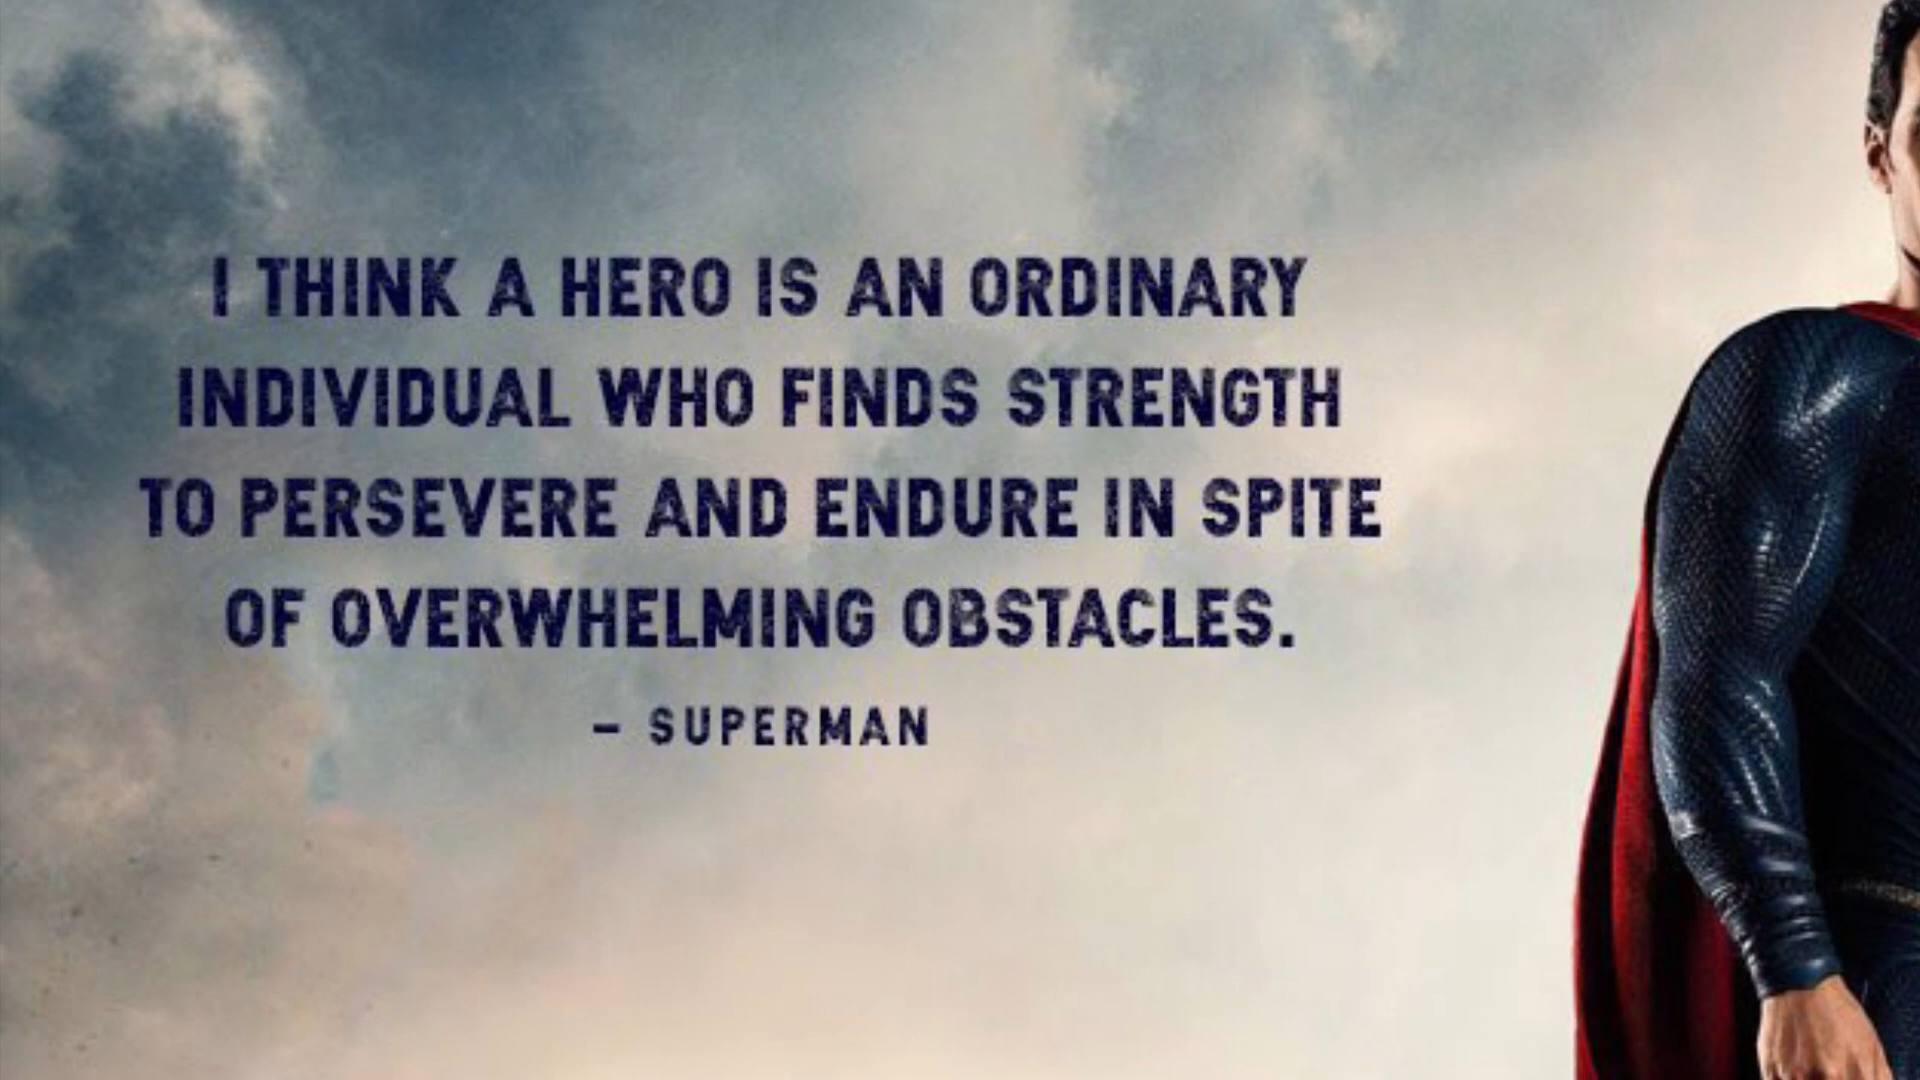 I THINK A HERO IS AN ORDINARY
INDIVIDUAL WHO FINDS STRENGTH
TO PERSEVERE AND ENDURE IN SPITE
OF OVERWHELMING OBSTACLES.
– SUPERMAN